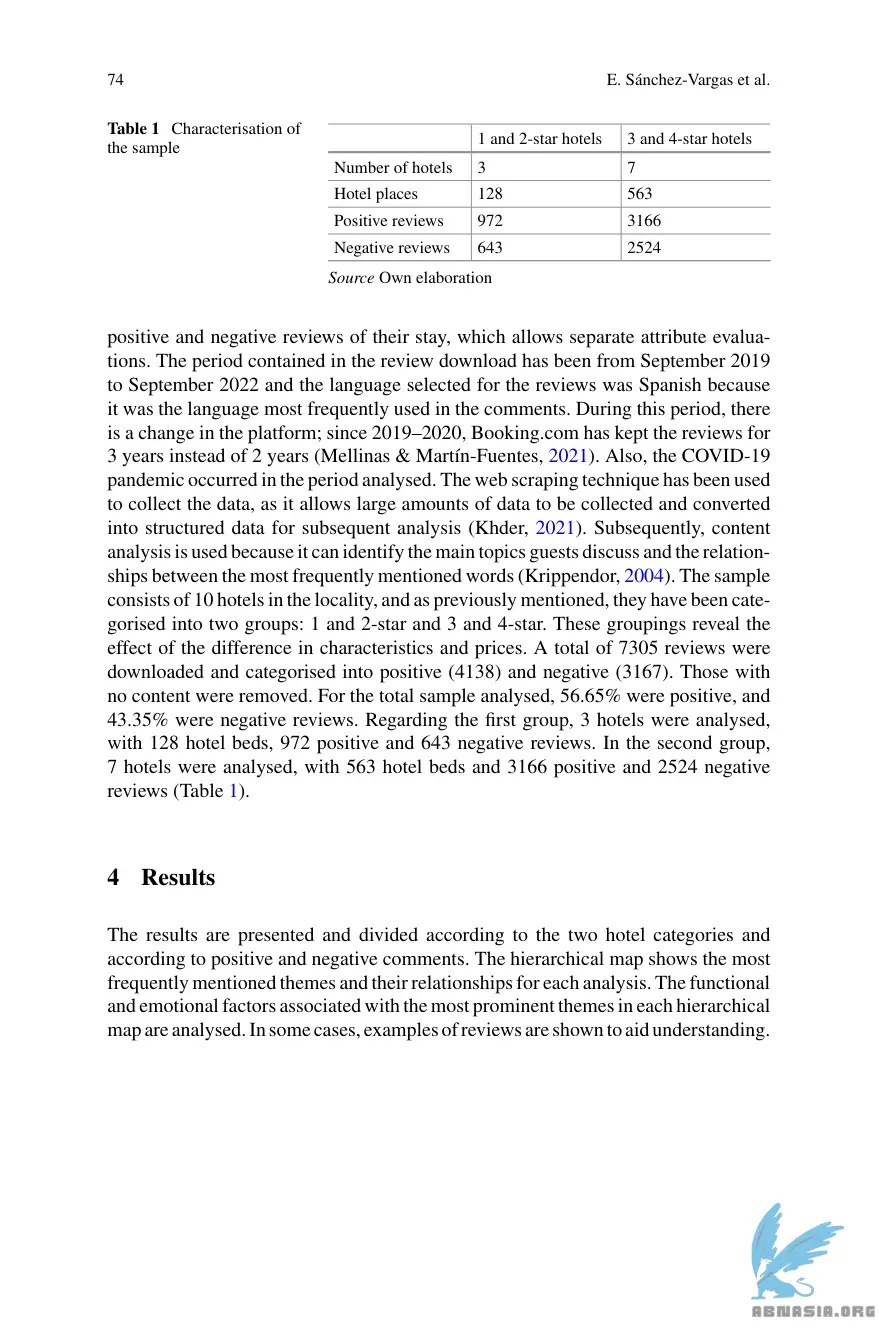 74
E. Sánchez-Vargas et al.
Table 1 Characterisation of
the sample
1 and 2-star hotels 3 and 4-star hotels
Number of hotels 3 7
Hotel places 128 563
Positive reviews 972 3166
Negative reviews 643 2524
Source Own elaboration
positive and negative reviews of their stay, which allows separate attribute evalua-
tions. The period contained in the review download has been from September 2019
to September 2022 and the language selected for the reviews was Spanish because
it was the language most frequently used in the comments. During this period, there
is a change in the platform; since 2019–2020, Booking.com has kept the reviews for
3 years instead of 2 years (Mellinas & Martín-Fuentes, 2021). Also, the COVID-19
pandemic occurred in the period analysed. The web scraping technique has been used
to collect the data, as it allows large amounts of data to be collected and converted
into structured data for subsequent analysis (Khder, 2021). Subsequently, content
analysis is used because it can identify the main topics guests discuss and the relation-
ships between the most frequently mentioned words (Krippendor, 2004). The sample
consists of 10 hotels in the locality, and as previously mentioned, they have been cate-
gorised into two groups: 1 and 2-star and 3 and 4-star. These groupings reveal the
effect of the difference in characteristics and prices. A total of 7305 reviews were
downloaded and categorised into positive (4138) and negative (3167). Those with
no content were removed. For the total sample analysed, 56.65% were positive, and
43.35% were negative reviews. Regarding the first group, 3 hotels were analysed,
with 128 hotel beds, 972 positive and 643 negative reviews. In the second group,
7 hotels were analysed, with 563 hotel beds and 3166 positive and 2524 negative
reviews (Table 1).
4 Results
The results are presented and divided according to the two hotel categories and
according to positive and negative comments. The hierarchical map shows the most
frequently mentioned themes and their relationships for each analysis. The functional
and emotional factors associated with the most prominent themes in each hierarchical
map are analysed. In some cases, examples of reviews are shown to aid understanding.
ABNASIA.ORG